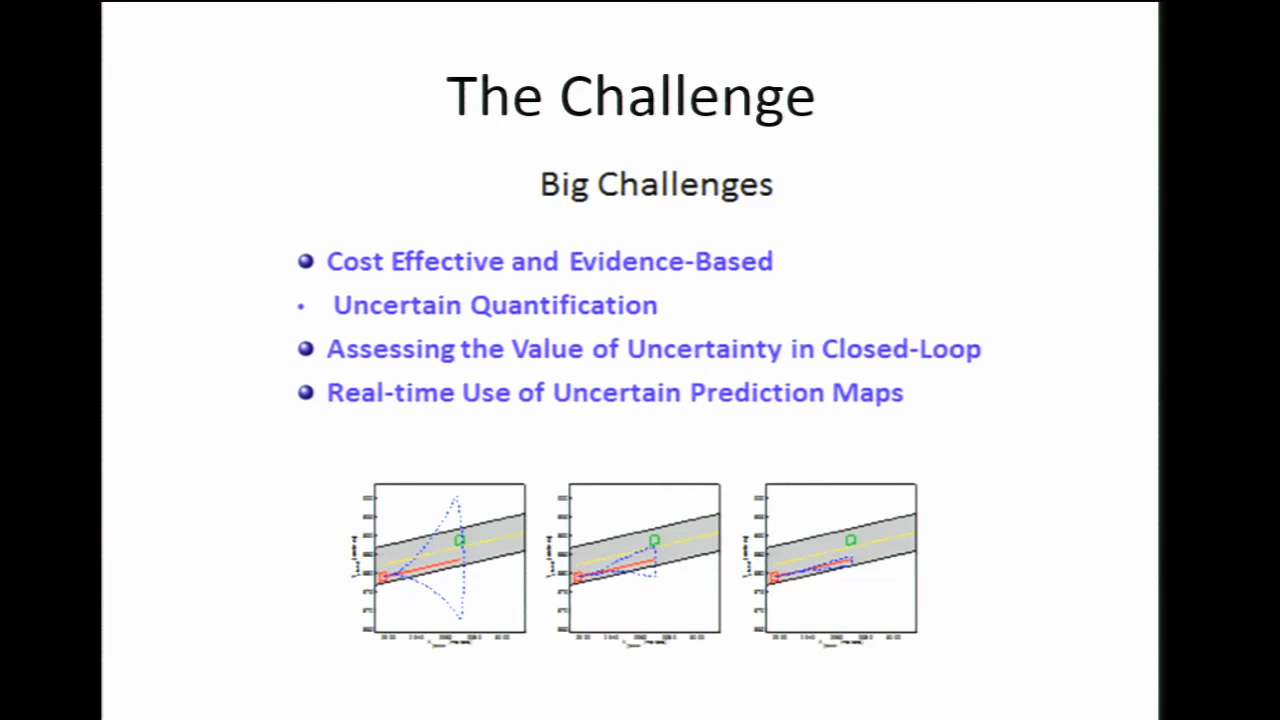 The Challenge
Big Challenges
Cost Effective and Evidence-Based
Uncertain Quantification
Assessing the Value of Uncertainty in Closed-Loop
Real-time Use of Uncertain Prediction Maps